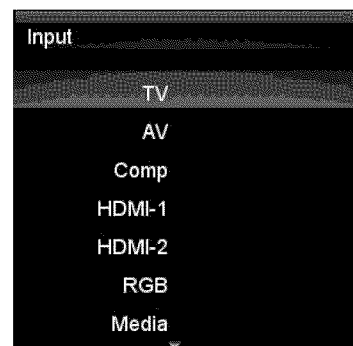 Input
TV
AV
Comp
HDMI-1
HDMI-2
RGB
Media